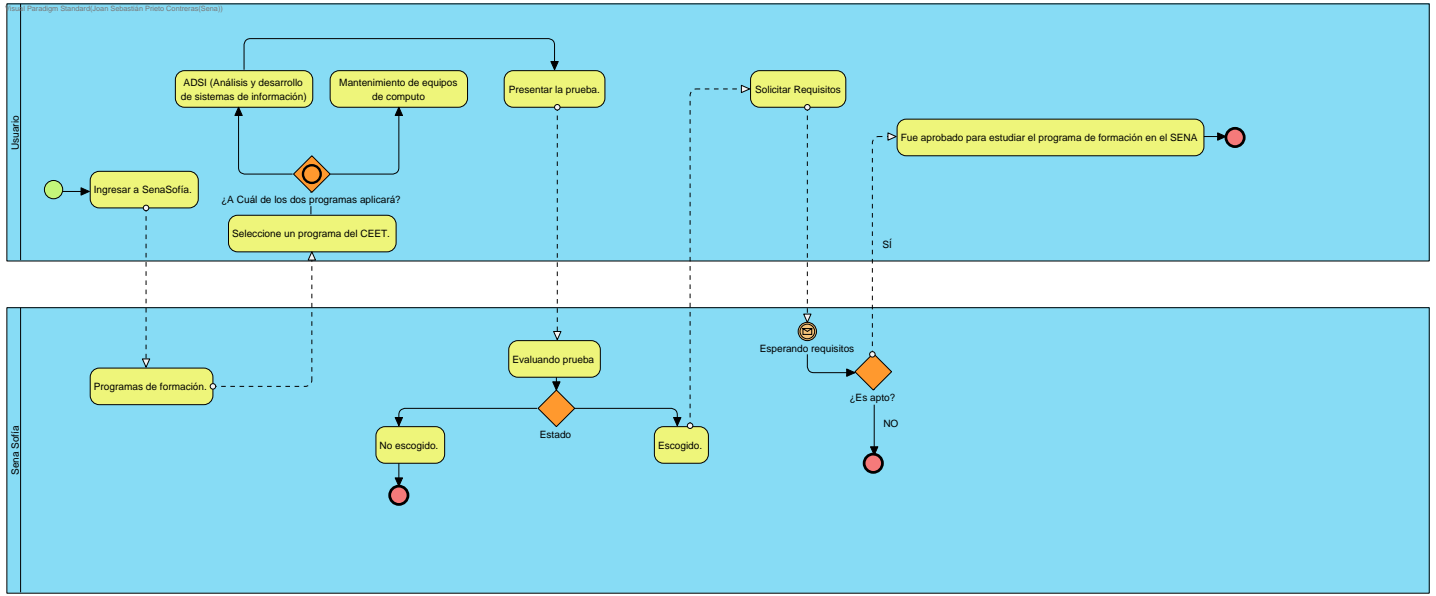 Visual Paradigm Standard(Joan Sebastián Prieto Contreras(Sena))
Usuario
ADSI (Análisis y desarrollo
de sistemas de información)
Mantenimiento de equipos
de computo
Presentar la prueba.
Solicitar Requisitos
Fue aprobado para estudiar el programa de formación en el SENA
Ingresar a SenaSofía.
¿A Cuál de los dos programas aplicará?
Seleccione un programa del CEET.
SÍ
Sena Sofía
Esperando requisitos
Evaluando prueba
Programas de formación.
¿Es apto?
NO
Estado
No escogido.
Escogido.